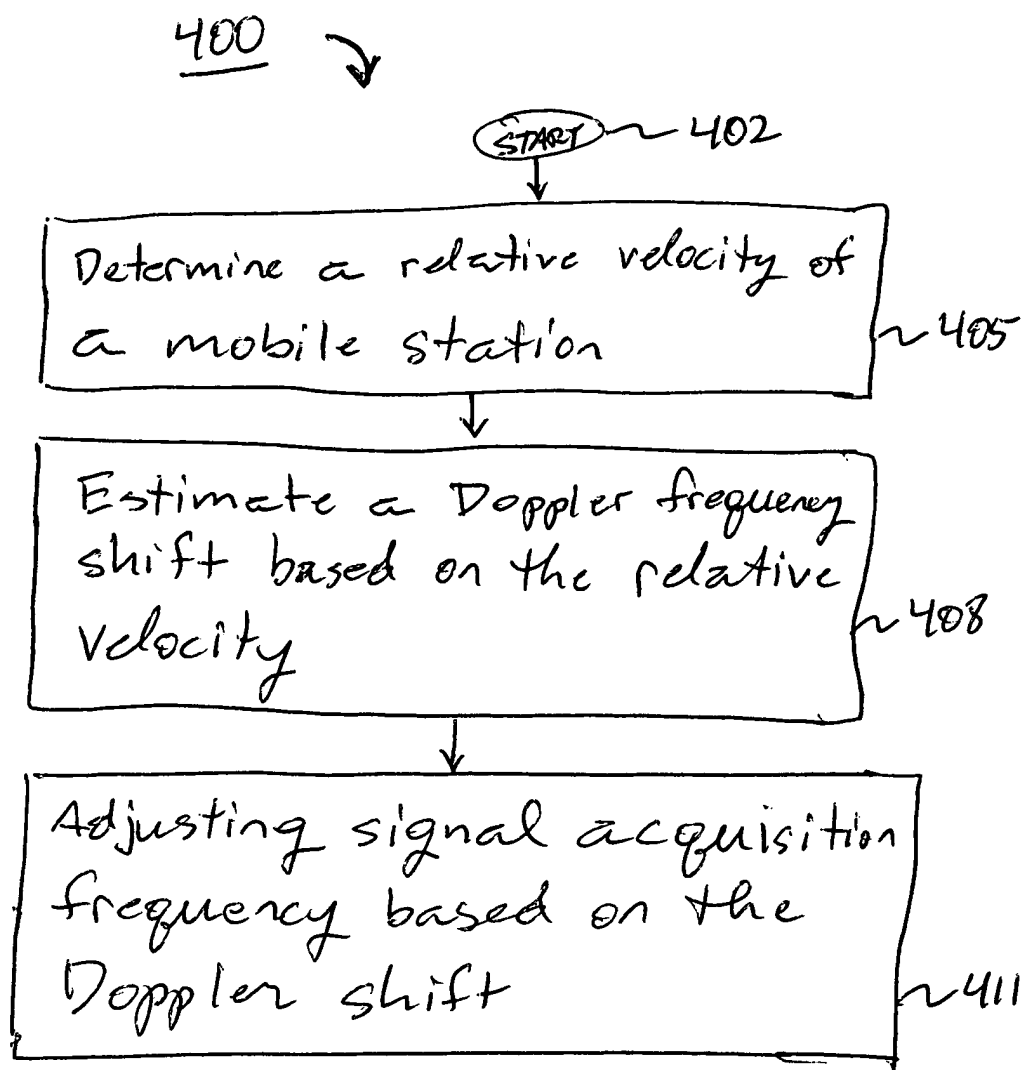 400
START 402
Determine a relative velocity of
a mobile station
405
Estimate a Doppler frequency
shift based on the relative
velocity
408
Adjusting signal acquisition
frequency based on the
Doppler shift
411